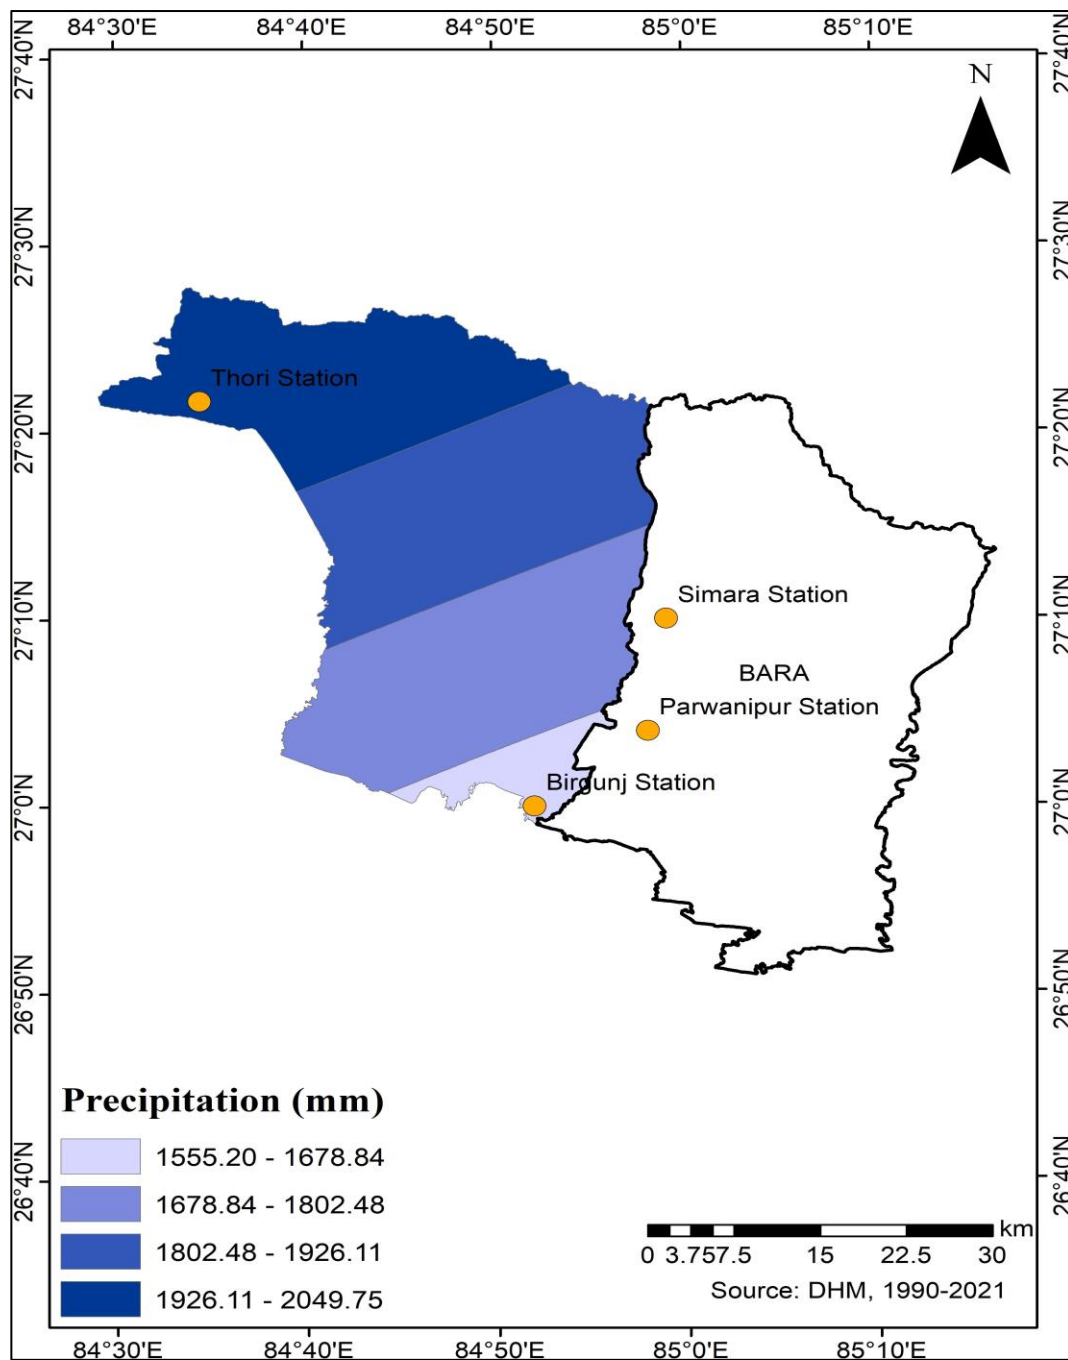 84°30'E 84°40'E 84°50'E 85°0'E 85°10'E
27°40'N 27°40'N
N
27°30'N 27°30'N
Thori Station
27°20'N 27°20'N
Simara Station
27°10'N 27°10'N
BARA
Parwanipur Station
Birgunj Station
27°0'N 27°0'N
26°50'N 26°50'N
Precipitation (mm)
1555.20 - 1678.84
26°40'N 26°40'N
1678.84 - 1802.48
1802.48 - 1926.11
1926.11 - 2049.75
km
0 3.75 7.5 15 22.5 30
Source: DHM, 1990-2021
84°30'E 84°40'E 84°50'E 85°0'E 85°10'E